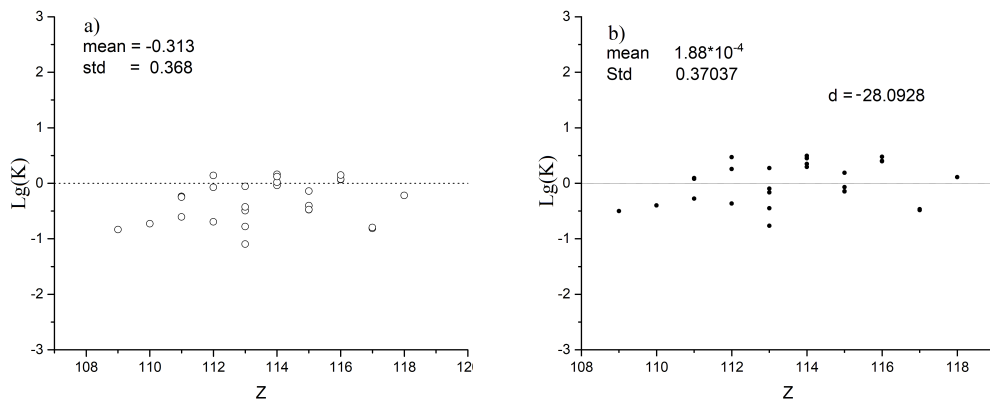 a)
mean = -0.313
std = 0.368
Lg(K)
3
2
1
0
-1
-2
-3
108 110 112 114 116 118 12
Z
b)
mean 1.88*10-4
Std 0.37037
d = -28.0928
Lg(K)
3
2
1
0
-1
-2
-3
108 110 112 114 116 118
Z